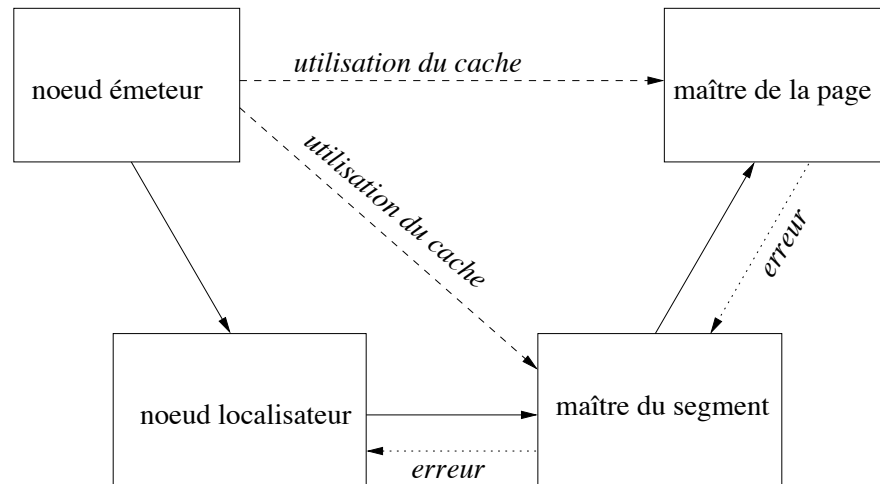 noeud émeteur
utilisation du cache
maître de la page
utilisation du cache
erreur
noeud localisateur
maître du segment
erreur